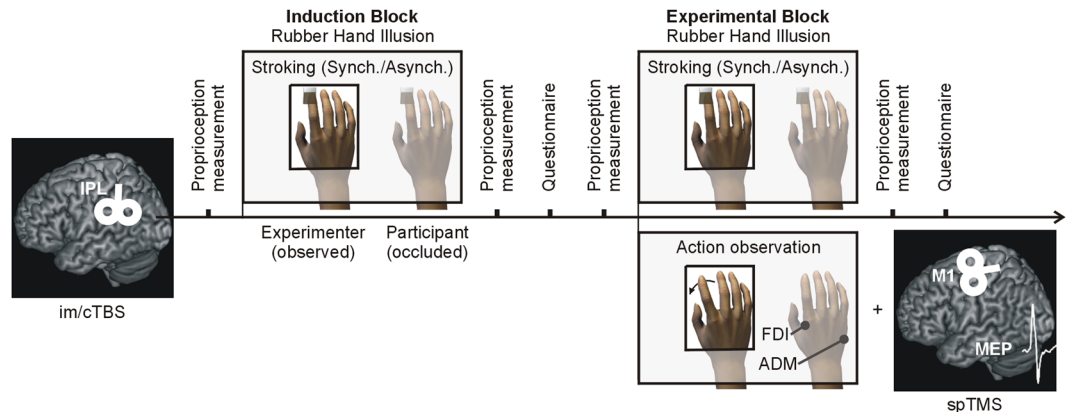 Induction Block
Rubber Hand Illusion
Stroking (Synch./Asynch.)
Experimental Block
Rubber Hand Illusion
Stroking (Synch./Asynch.)
Proprioception
measurement
Proprioception
measurement
Questionnaire
Proprioception
measurement
Proprioception
measurement
Questionnaire
IPL
im/cTBS
Experimenter
(observed)
Participant
(occluded)
Action observation
FDI
ADM
+
M1
MEP
spTMS